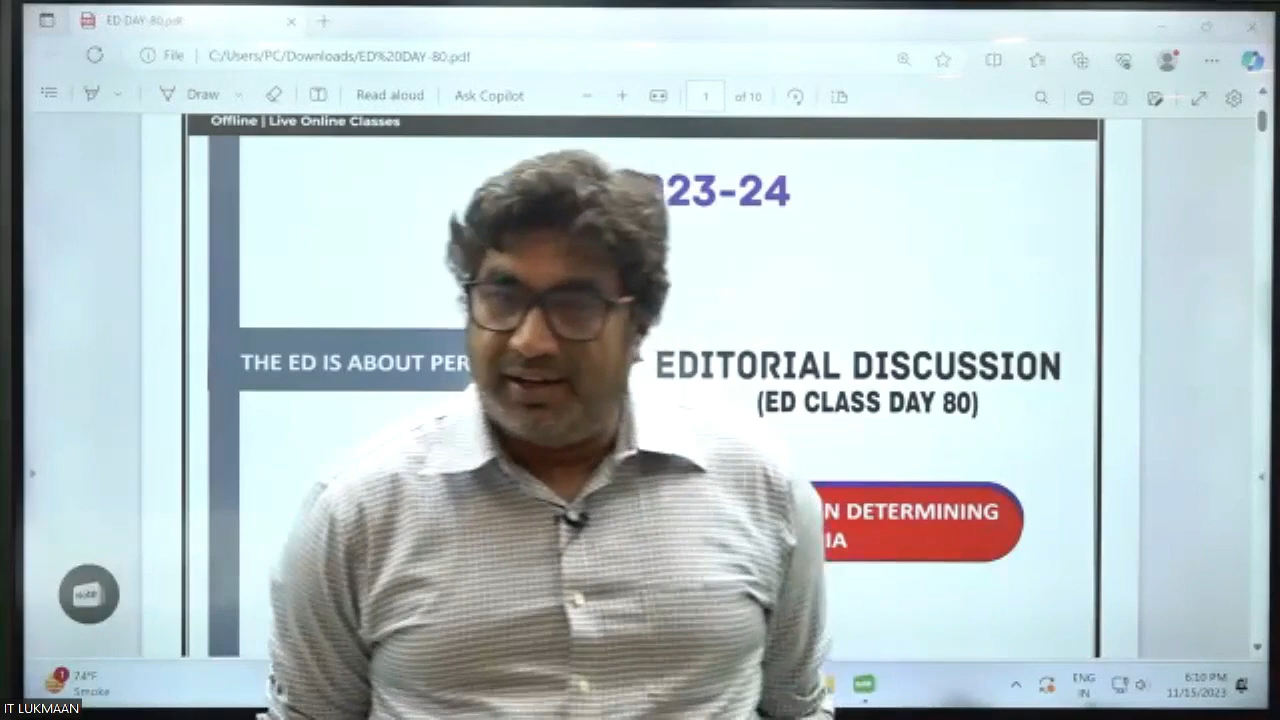 ED DAY-80.pdf
File
C:/Users/PC/Downloads/ED%20DAY-80.pdf
Draw
Read aloud
Ask Copilot
1
of 10
Offline | Live Online Classes
23-24
THE ED IS ABOUT PER
EDITORIAL DISCUSSION
(ED CLASS DAY 80)
N DETERMINING
IA
1
74°F
Smoke
ENG
IN
6:10 PM
11/15/2023
IT LUKMAAN